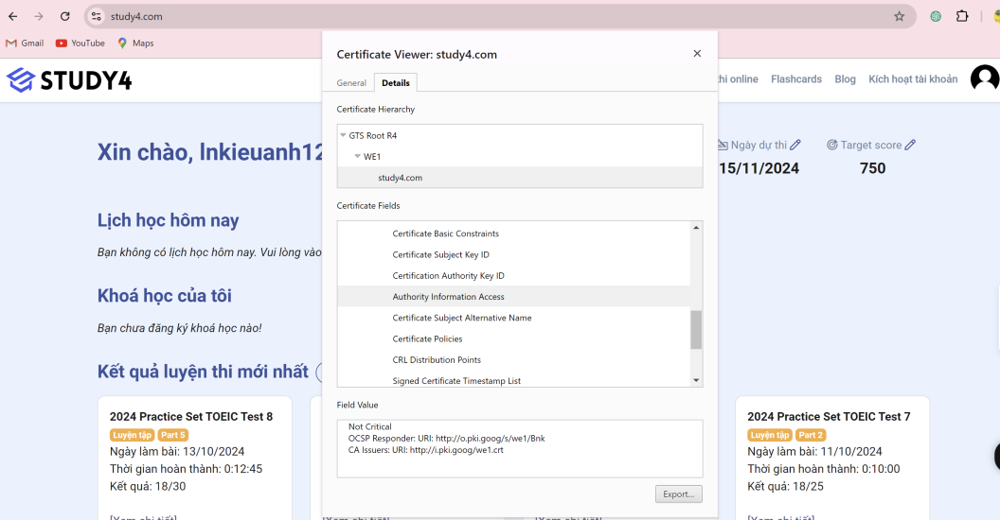 study4.com
Gmail
YouTube
Maps
STUDY4
thi online
Flashcards
Blog
Kích hoạt tài khoản
Certificate Viewer: study4.com
General
Details
Certificate Hierarchy
GTS Root R4
WE1
study4.com
Certificate Fields
Certificate Basic Constraints
Certificate Subject Key ID
Certification Authority Key ID
Authority Information Access
Certificate Subject Alternative Name
Certificate Policies
CRL Distribution Points
Signed Certificate Timestamp List
Field Value
Not Critical
OCSP Responder: URI: http://o.pki.goog/s/we1/Bnk
CA Issuers: URI: http://i.pki.goog/we1.crt
Export...
Xin chào, lnkieuanh12
Ngày dự thi
15/11/2024
Target score
750
Lịch học hôm nay
Bạn không có lịch học hôm nay. Vui lòng vào
Khoá học của tôi
Bạn chưa đăng ký khoá học nào!
Kết quả luyện thi mới nhất
2024 Practice Set TOEIC Test 8
Luyện tập
Part 5
Ngày làm bài: 13/10/2024
Thời gian hoàn thành: 0:12:45
Kết quả: 18/30
[Xem chi tiết]
[Xem chi tiết]
[Xem chi tiết]
2024 Practice Set TOEIC Test 7
Luyện tập
Part 2
Ngày làm bài: 11/10/2024
Thời gian hoàn thành: 0:10:00
Kết quả: 18/25
[Xem chi tiết]